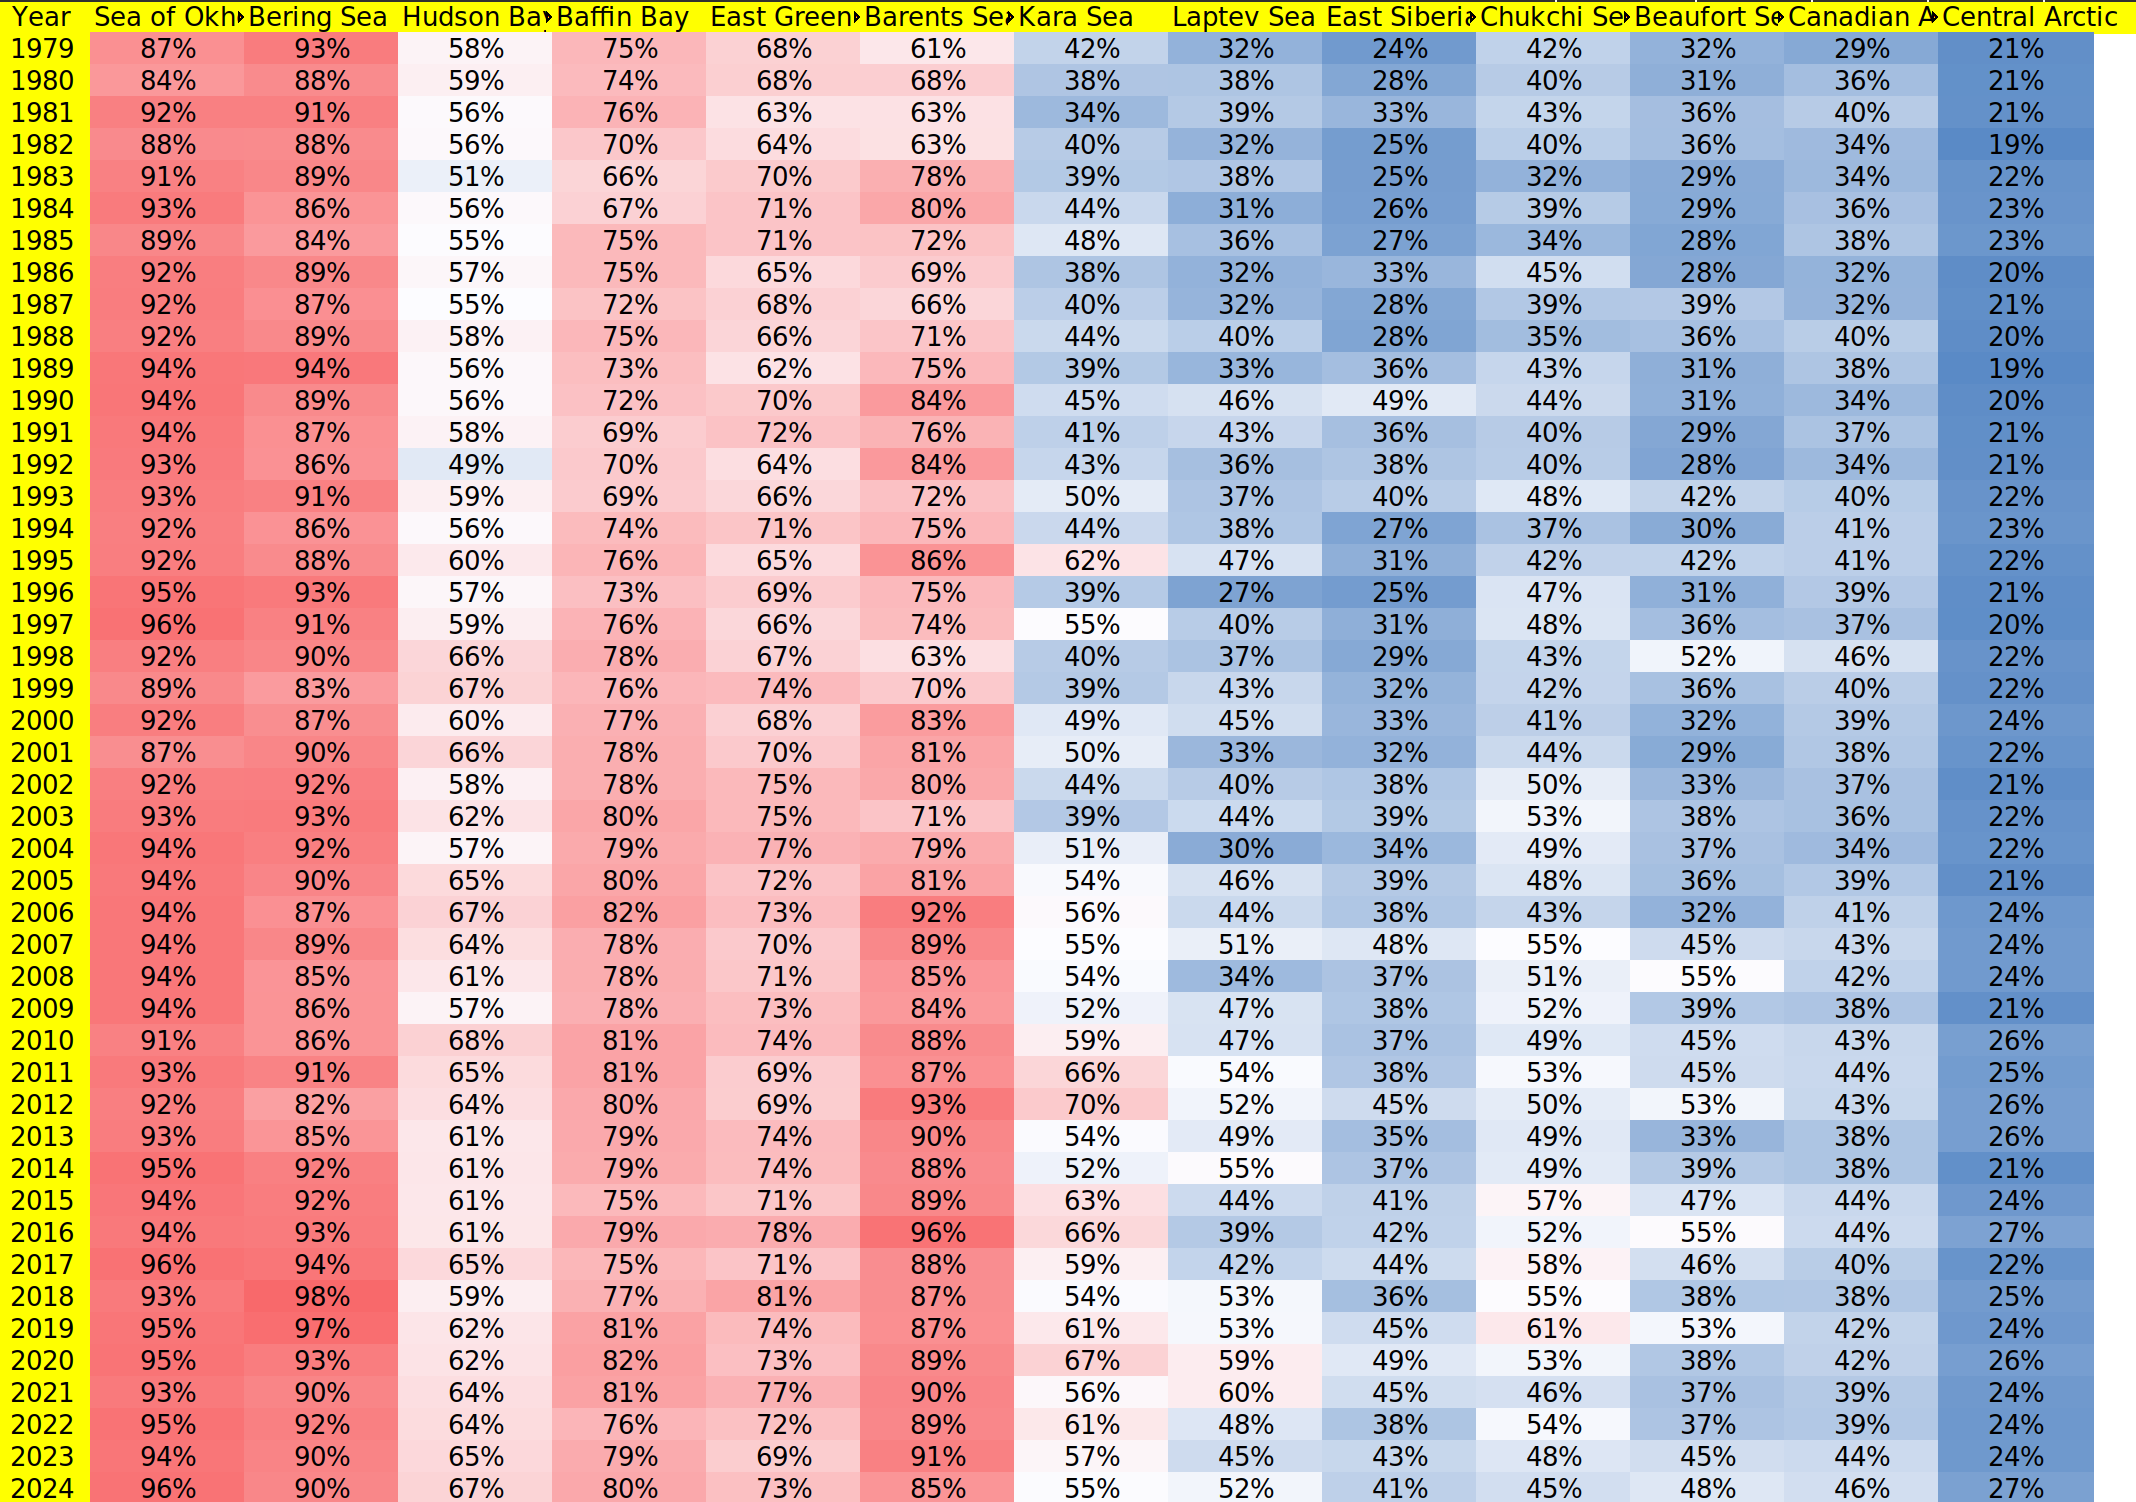 Year Sea of Okh Bering Sea Hudson Ba Baffin Bay East Green Barents Se Kara Sea Laptev Sea East Siberia Chukchi Se Beaufort Se Canadian A Central Arctic
1979 87% 93% 58% 75% 68% 61% 42% 32% 24% 42% 32% 29% 21%
1980 84% 88% 59% 74% 68% 68% 38% 38% 28% 40% 31% 36% 21%
1981 92% 91% 56% 76% 63% 63% 34% 39% 33% 43% 36% 40% 21%
1982 88% 88% 56% 70% 64% 63% 40% 32% 25% 40% 36% 34% 19%
1983 91% 89% 51% 66% 70% 78% 39% 38% 25% 32% 29% 34% 22%
1984 93% 86% 56% 67% 71% 80% 44% 31% 26% 39% 29% 36% 23%
1985 89% 84% 55% 75% 71% 72% 48% 36% 27% 34% 28% 38% 23%
1986 92% 89% 57% 75% 65% 69% 38% 32% 33% 45% 28% 32% 20%
1987 92% 87% 55% 72% 68% 66% 40% 32% 28% 39% 39% 32% 21%
1988 92% 89% 58% 75% 66% 71% 44% 40% 28% 35% 36% 40% 20%
1989 94% 94% 56% 73% 62% 75% 39% 33% 36% 43% 31% 38% 19%
1990 94% 89% 56% 72% 70% 84% 45% 46% 49% 44% 31% 34% 20%
1991 94% 87% 58% 69% 72% 76% 41% 43% 36% 40% 29% 37% 21%
1992 93% 86% 49% 70% 64% 84% 43% 36% 38% 40% 28% 34% 21%
1993 93% 91% 59% 69% 66% 72% 50% 37% 40% 48% 42% 40% 22%
1994 92% 86% 56% 74% 71% 75% 44% 38% 27% 37% 30% 41% 23%
1995 92% 88% 60% 76% 65% 86% 62% 47% 31% 42% 42% 41% 22%
1996 95% 93% 57% 73% 69% 75% 39% 27% 25% 47% 31% 39% 21%
1997 96% 91% 59% 76% 66% 74% 55% 40% 31% 48% 36% 37% 20%
1998 92% 90% 66% 78% 67% 63% 40% 37% 29% 43% 52% 46% 22%
1999 89% 83% 67% 76% 74% 70% 39% 43% 32% 42% 36% 40% 22%
2000 92% 87% 60% 77% 68% 83% 49% 45% 33% 41% 32% 39% 24%
2001 87% 90% 66% 78% 70% 81% 50% 33% 32% 44% 29% 38% 22%
2002 92% 92% 58% 78% 75% 80% 44% 40% 38% 50% 33% 37% 21%
2003 93% 93% 62% 80% 75% 71% 39% 44% 39% 53% 38% 36% 22%
2004 94% 92% 57% 79% 77% 79% 51% 30% 34% 49% 37% 34% 22%
2005 94% 90% 65% 80% 72% 81% 54% 46% 39% 48% 36% 39% 21%
2006 94% 87% 67% 82% 73% 92% 56% 44% 38% 43% 32% 41% 24%
2007 94% 89% 64% 78% 70% 89% 55% 51% 48% 55% 45% 43% 24%
2008 94% 85% 61% 78% 71% 85% 54% 34% 37% 51% 55% 42% 24%
2009 94% 86% 57% 78% 73% 84% 52% 47% 38% 52% 39% 38% 21%
2010 91% 86% 68% 81% 74% 88% 59% 47% 37% 49% 45% 43% 26%
2011 93% 91% 65% 81% 69% 87% 66% 54% 38% 53% 45% 44% 25%
2012 92% 82% 64% 80% 69% 93% 70% 52% 45% 50% 53% 43% 26%
2013 93% 85% 61% 79% 74% 90% 54% 49% 35% 49% 33% 38% 26%
2014 95% 92% 61% 79% 74% 88% 52% 55% 37% 49% 39% 38% 21%
2015 94% 92% 61% 75% 71% 89% 63% 44% 41% 57% 47% 44% 24%
2016 94% 93% 61% 79% 78% 96% 66% 39% 42% 52% 55% 44% 27%
2017 96% 94% 65% 75% 71% 88% 59% 42% 44% 58% 46% 40% 22%
2018 93% 98% 59% 77% 81% 87% 54% 53% 36% 55% 38% 38% 25%
2019 95% 97% 62% 81% 74% 87% 61% 53% 45% 61% 53% 42% 24%
2020 95% 93% 62% 82% 73% 89% 67% 59% 49% 53% 38% 42% 26%
2021 93% 90% 64% 81% 77% 90% 56% 60% 45% 46% 37% 39% 24%
2022 95% 92% 64% 76% 72% 89% 61% 48% 38% 54% 37% 39% 24%
2023 94% 90% 65% 79% 69% 91% 57% 45% 43% 48% 45% 44% 24%
2024 96% 90% 67% 80% 73% 85% 55% 52% 41% 45% 48% 46% 27%